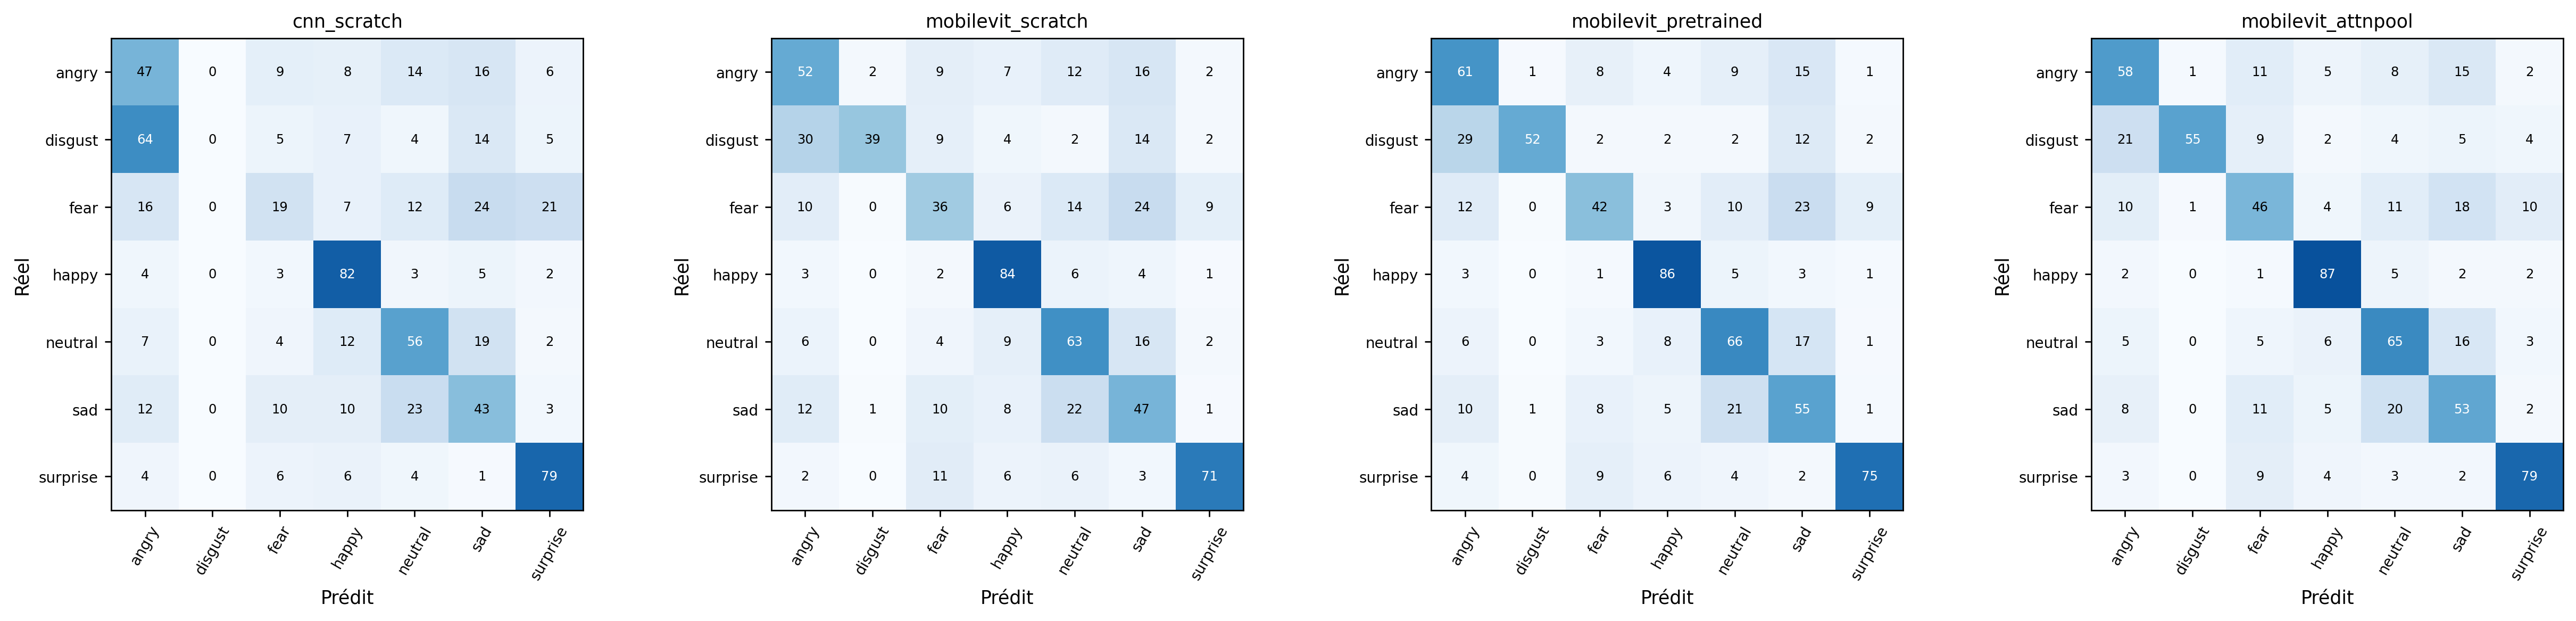 cnn_scratch
Réel
angry 47 0 9 8 14 16 6
disgust 64 0 5 7 4 14 5
fear 16 0 19 7 12 24 21
happy 4 0 3 82 3 5 2
neutral 7 0 4 12 56 19 2
sad 12 0 10 10 23 43 3
surprise 4 0 6 6 4 1 79
angry disgust fear happy neutral sad surprise
Prédit
mobilevit_scratch
Réel
angry 52 2 9 7 12 16 2
disgust 30 39 9 4 2 14 2
fear 10 0 36 6 14 24 9
happy 3 0 2 84 6 4 1
neutral 6 0 4 9 63 16 2
sad 12 1 10 8 22 47 1
surprise 2 0 11 6 6 3 71
angry disgust fear happy neutral sad surprise
Prédit
mobilevit_pretrained
Réel
angry 61 1 8 4 9 15 1
disgust 29 52 2 2 2 12 2
fear 12 0 42 3 10 23 9
happy 3 0 1 86 5 3 1
neutral 6 0 3 8 66 17 1
sad 10 1 8 5 21 55 1
surprise 4 0 9 6 4 2 75
angry disgust fear happy neutral sad surprise
Prédit
mobilevit_attnpool
Réel
angry 58 1 11 5 8 15 2
disgust 21 55 9 2 4 5 4
fear 10 1 46 4 11 18 10
happy 2 0 1 87 5 2 2
neutral 5 0 5 6 65 16 3
sad 8 0 11 5 20 53 2
surprise 3 0 9 4 3 2 79
angry disgust fear happy neutral sad surprise
Prédit